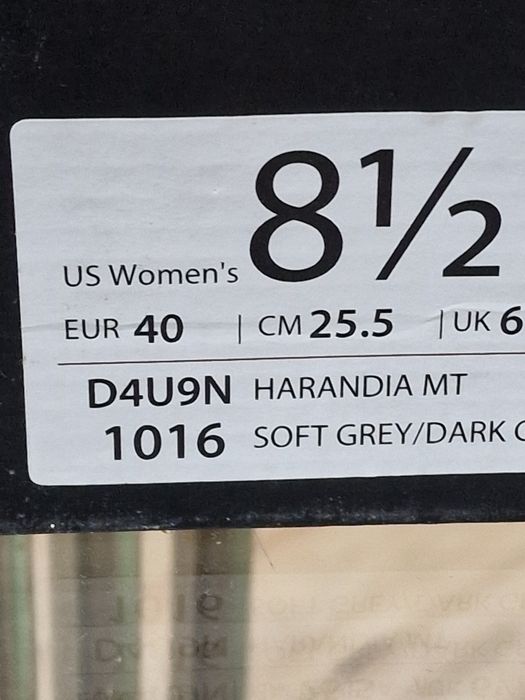 8½
US Women's
EUR 40 | CM 25.5 | UK 6
D4U9N HARANDIA MT
1016 SOFT GREY/DARK